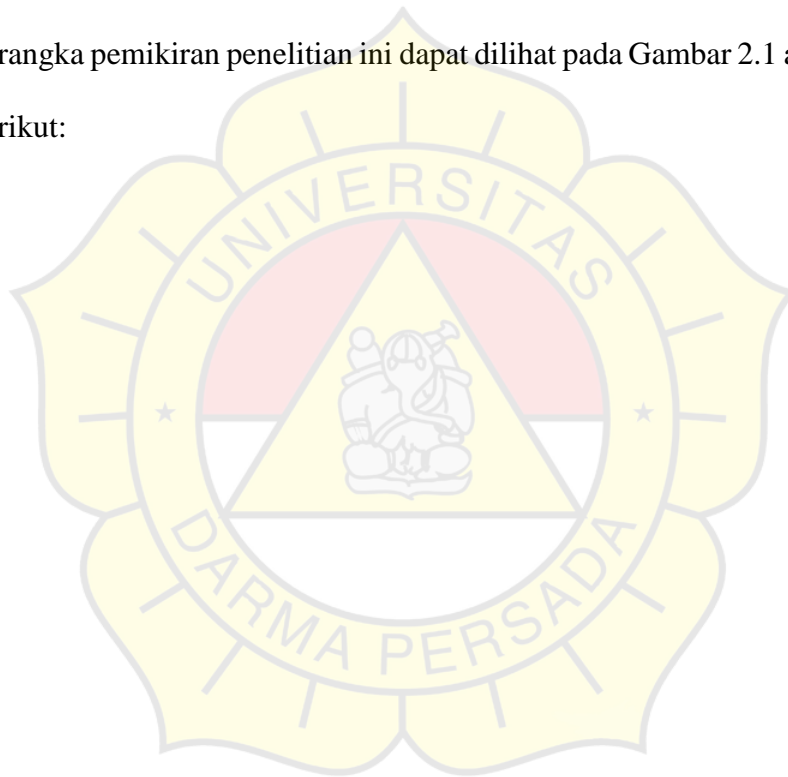 rangka pemikiran penelitian ini dapat dilihat pada Gambar 2.1 a
rikut:
UNIVERSITAS
DARMA PERSADA